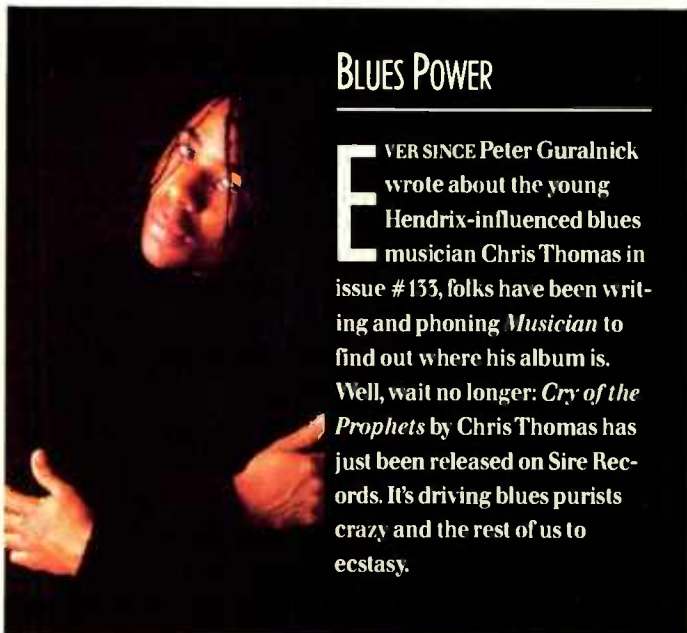 BLUES POWER
EVER SINCE Peter Guralnick
wrote about the young
Hendrix-influenced blues
musician Chris Thomas in
issue #133, folks have been writ-
ing and phoning Musician to
find out where his album is.
Well, wait no longer: Cry of the
Prophets by Chris Thomas has
just been released on Sire Rec-
ords. It's driving blues purists
crazy and the rest of us to
ecstasy.